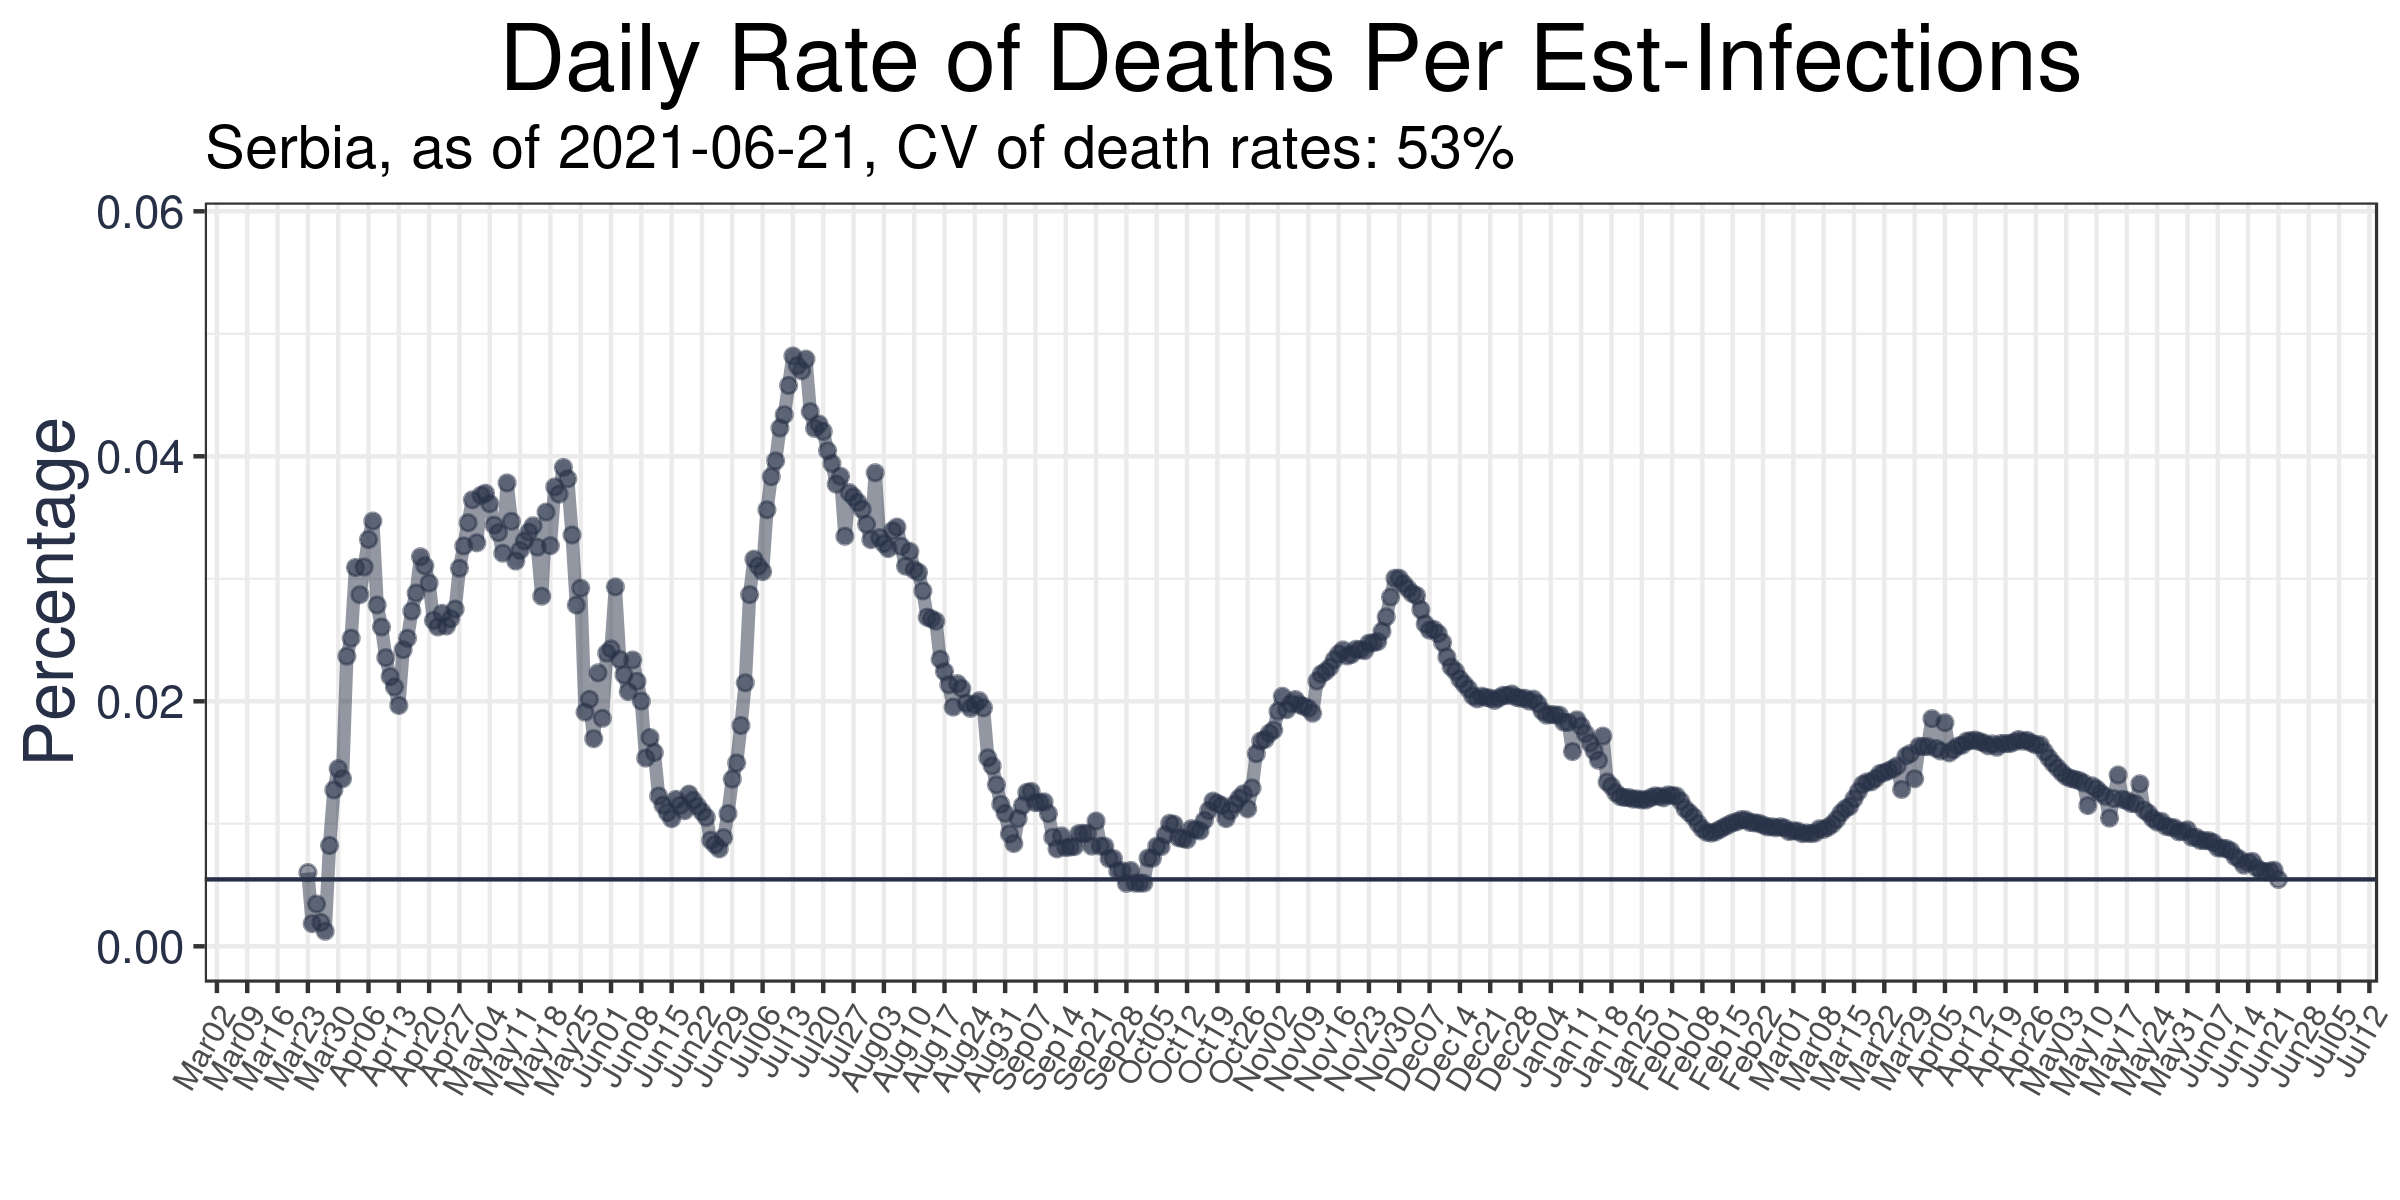 Daily Rate of Deaths Per Est-Infections
Serbia, as of 2021-06-21, CV of death rates: 53%
Percentage
0.06
0.04
0.02
0.00
Mar02
Mar09
Mar16
Mar23
Mar30
Apr06
Apr13
Apr20
Apr27
May04
May11
May18
May25
Jun01
Jun08
Jun15
Jun22
Jun29
Jul06
Jul13
Jul20
Jul27
Aug03
Aug10
Aug17
Aug24
Aug31
Sep07
Sep14
Sep21
Sep28
Oct05
Oct12
Oct19
Oct26
Nov02
Nov09
Nov16
Nov23
Nov30
Dec07
Dec14
Dec21
Dec28
Jan04
Jan11
Jan18
Jan25
Feb01
Feb08
Feb15
Feb22
Mar01
Mar08
Mar15
Mar22
Mar29
Apr05
Apr12
Apr19
Apr26
May03
May10
May17
May24
May31
Jun07
Jun14
Jun21
Jun28
Jul05
Jul12